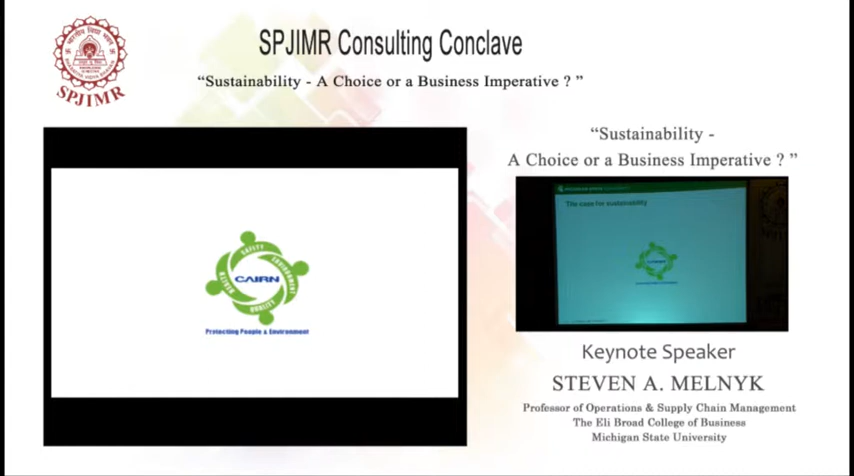 SPJIMR
SPJIMR Consulting Conclave
“Sustainability - A Choice or a Business Imperative ? ”
SAFETY
ENVIRONMENT
QUALITY
HEALTH
CAIRN
Protecting People & Environment
“Sustainability -
A Choice or a Business Imperative ? ”
The case for sustainability
Keynote Speaker
STEVEN A. MELNYK
Professor of Operations & Supply Chain Management
The Eli Broad College of Business
Michigan State University